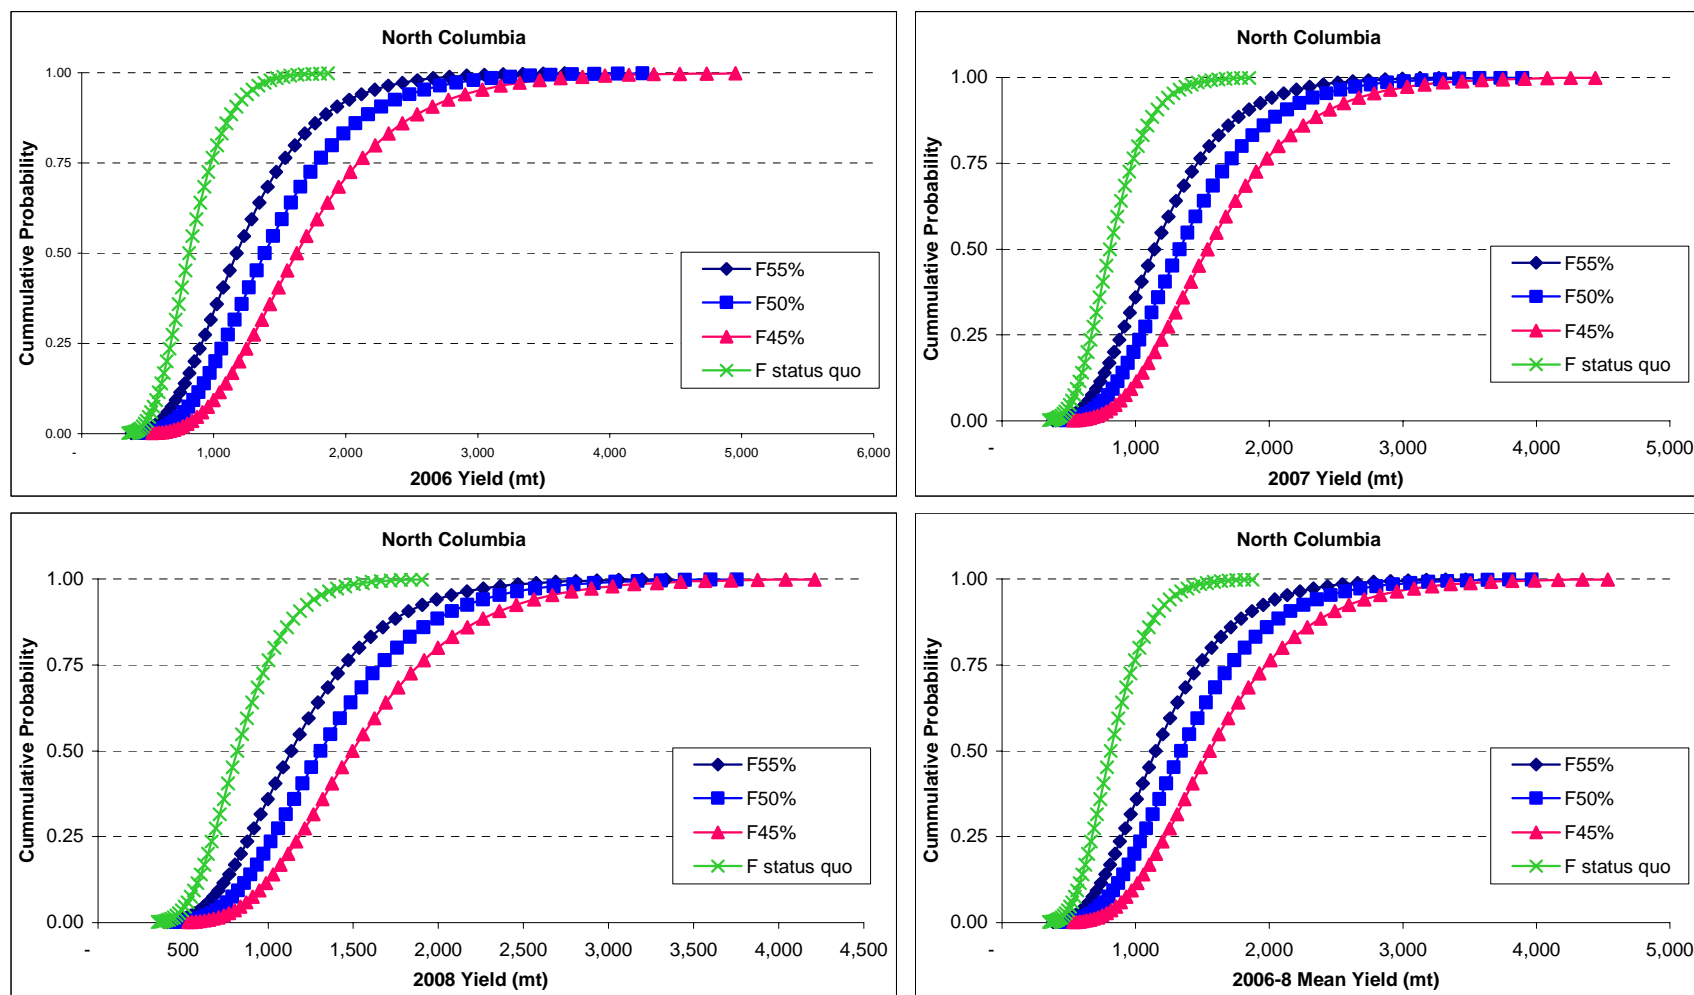 North Columbia
Cummulative Probability
1.00
0.75
0.50
0.25
0.00
-
1,000
2,000
3,000
4,000
5,000
6,000
2006 Yield (mt)
F55%
F50%
F45%
F status quo
North Columbia
Cummulative Probability
1.00
0.75
0.50
0.25
0.00
-
1,000
2,000
3,000
4,000
5,000
2007 Yield (mt)
F55%
F50%
F45%
F status quo
North Columbia
Cummulative Probability
1.00
0.75
0.50
0.25
0.00
-
500
1,000
1,500
2,000
2,500
3,000
3,500
4,000
4,500
2008 Yield (mt)
F55%
F50%
F45%
F status quo
North Columbia
Cummulative Probability
1.00
0.75
0.50
0.25
0.00
-
1,000
2,000
3,000
4,000
5,000
2006-8 Mean Yield (mt)
F55%
F50%
F45%
F status quo